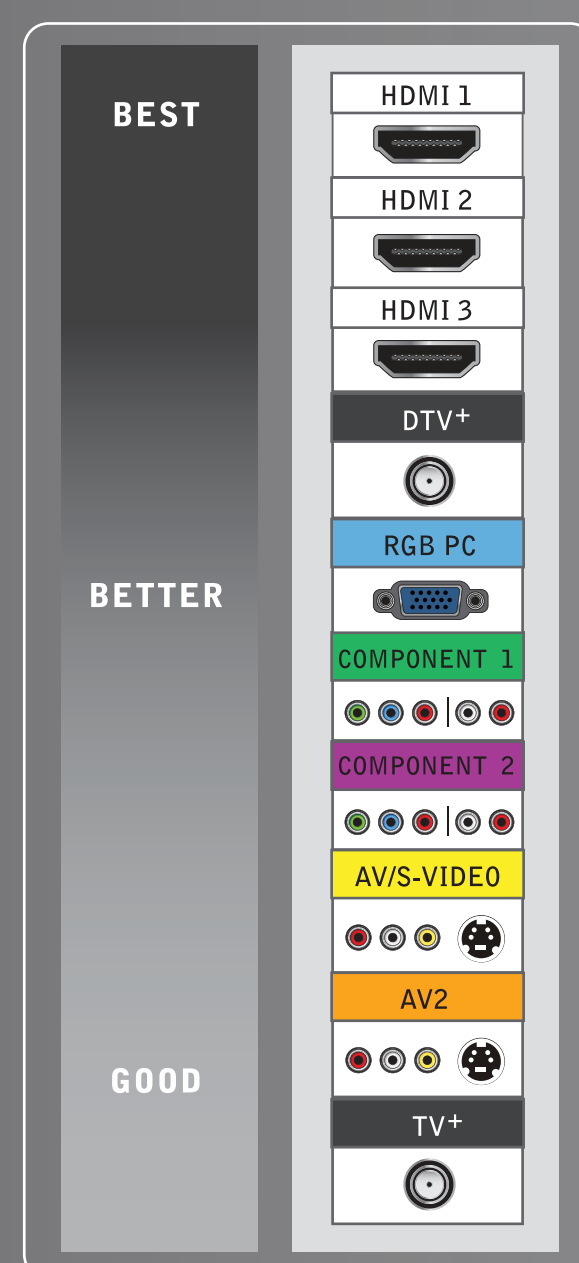 BEST
BETTER
GOOD
HDMI 1
HDMI 2
HDMI 3
DTV+
RGB PC
COMPONENT 1
COMPONENT 2
AV/S-VIDEO
AV2
TV+